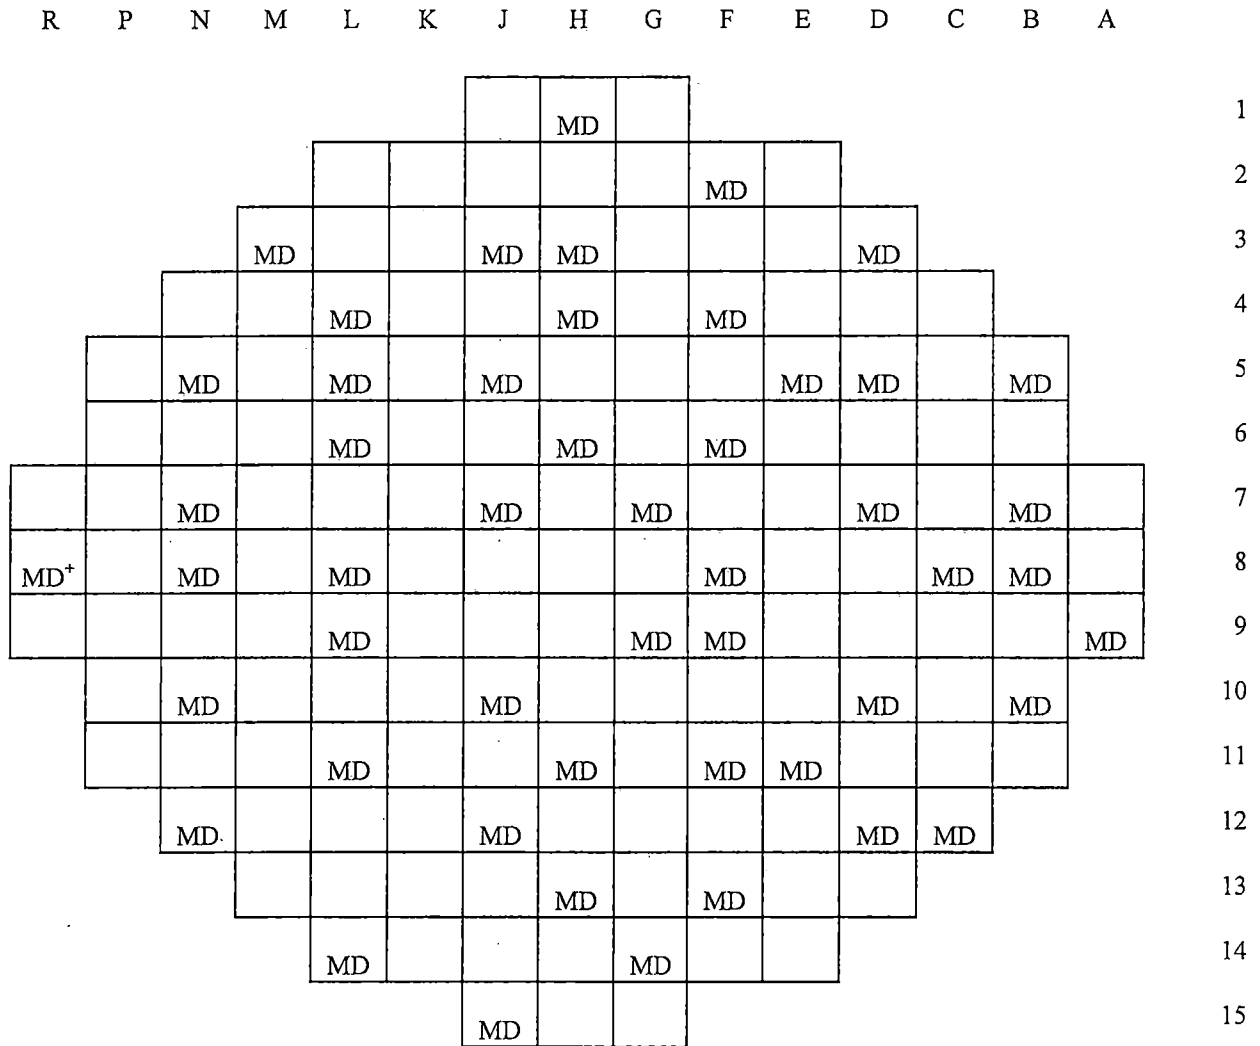 R P N M L K J H G F E D C B A
MD 1
MD 2
MD MD MD MD 3
MD MD MD 4
MD MD MD MD MD MD 5
MD MD MD 6
MD MD MD MD MD 7
MD+ MD MD MD MD MD 8
MD MD MD MD 9
MD MD MD MD 10
MD MD MD MD 11
MD MD MD MD 12
MD MD 13
MD MD 14
MD 15